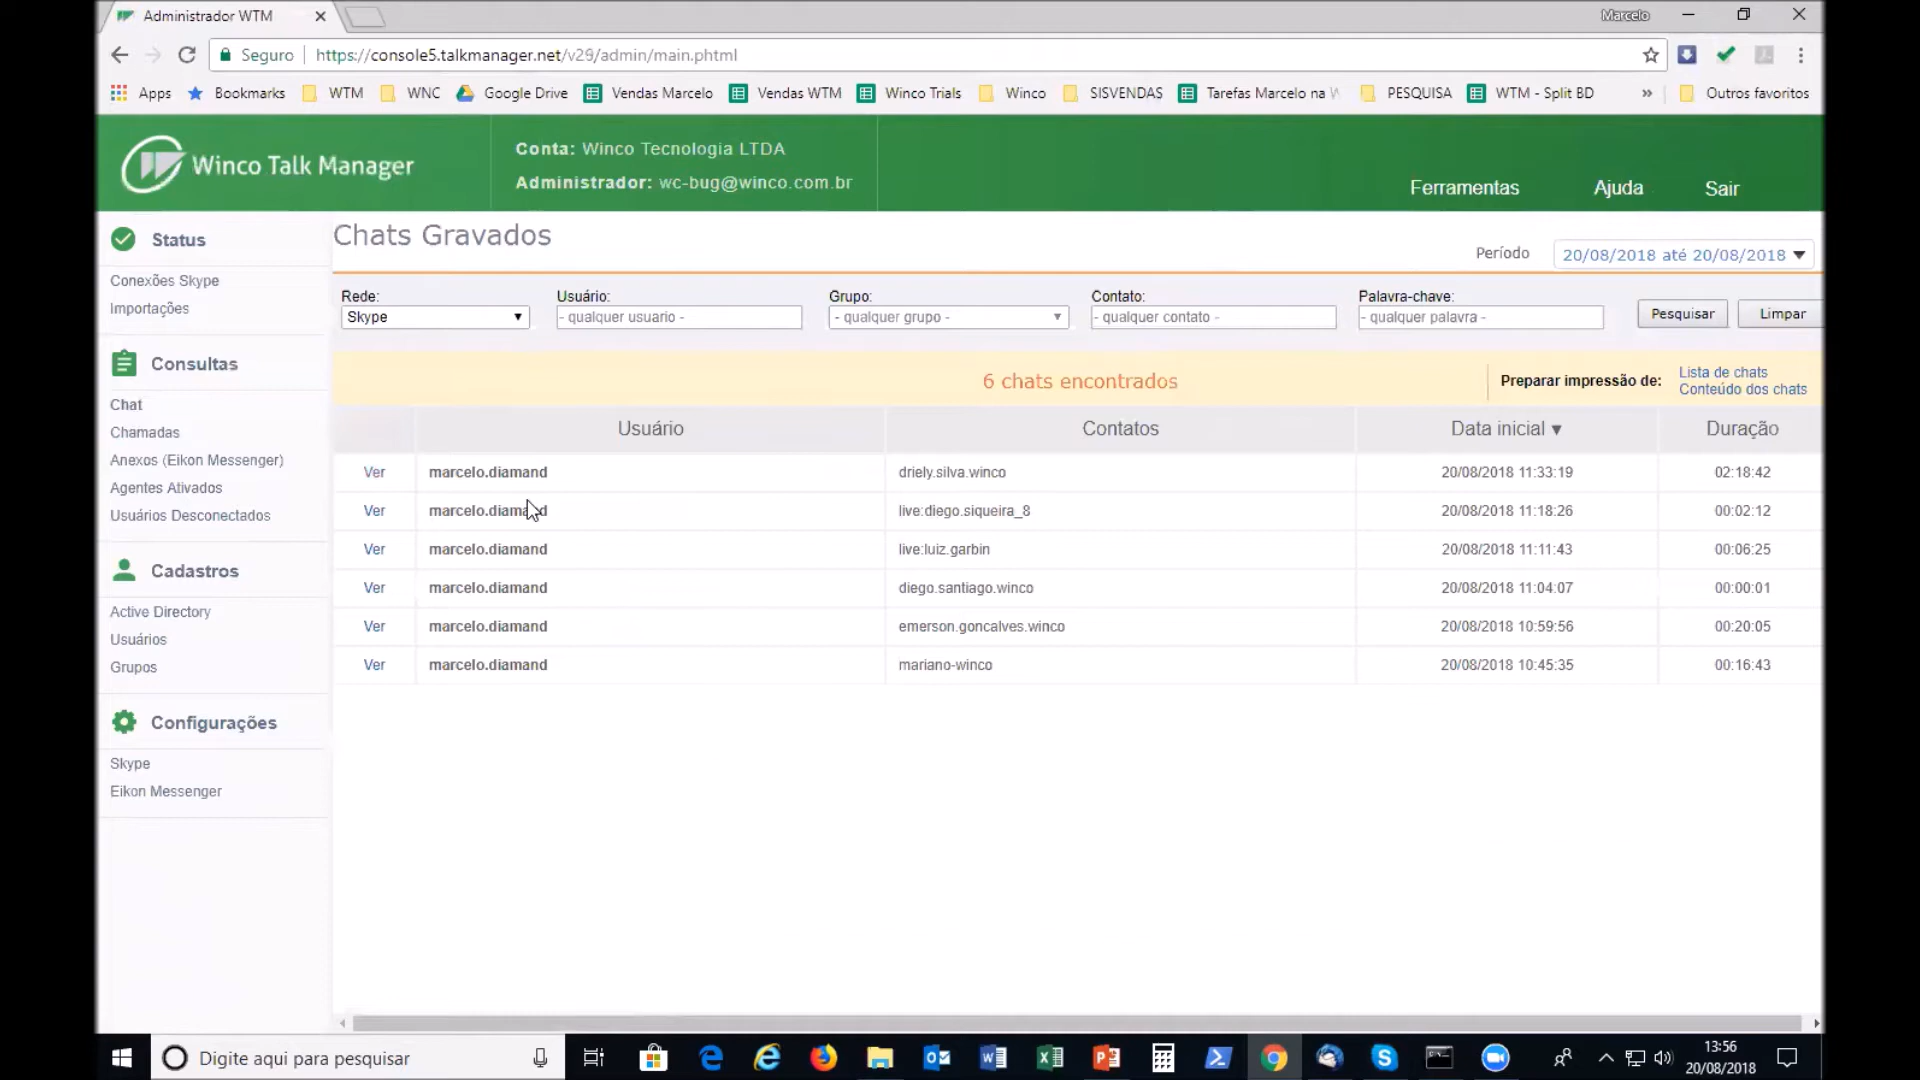 Administrador WTM
Marcelo
Seguro https://console5.talkmanager.net/v29/admin/main.phtml
Apps Bookmarks WTM WNC Google Drive Vendas Marcelo Vendas WTM Winco Trials Winco SISVENDAS Tarefas Marcelo na W PESQUISA WTM - Split BD » Outros favoritos
Winco Talk Manager
Conta: Winco Tecnologia LTDA
Administrador: wc-bug@winco.com.br
Ferramentas Ajuda Sair
Status
Conexões Skype
Importações
Consultas
Chat
Chamadas
Anexos (Eikon Messenger)
Agentes Ativados
Usuários Desconectados
Cadastros
Active Directory
Usuários
Grupos
Configurações
Skype
Eikon Messenger
Chats Gravados
Período 20/08/2018 até 20/08/2018
Rede: Usuário: Grupo: Contato: Palavra-chave:
Skype - qualquer usuario - - qualquer grupo - - qualquer contato - - qualquer palavra - Pesquisar Limpar
6 chats encontrados
Preparar impressão de: Lista de chats
Conteúdo dos chats
Usuário Contatos Data inicial ▼ Duração
Ver marcelo.diamand driely.silva.winco 20/08/2018 11:33:19 02:18:42
Ver marcelo.diamand live:diego.siqueira_8 20/08/2018 11:18:26 00:02:12
Ver marcelo.diamand live:luiz.garbin 20/08/2018 11:11:43 00:06:25
Ver marcelo.diamand diego.santiago.winco 20/08/2018 11:04:07 00:00:01
Ver marcelo.diamand emerson.goncalves.winco 20/08/2018 10:59:56 00:20:05
Ver marcelo.diamand mariano-winco 20/08/2018 10:45:35 00:16:43
Digite aqui para pesquisar
13:56
20/08/2018